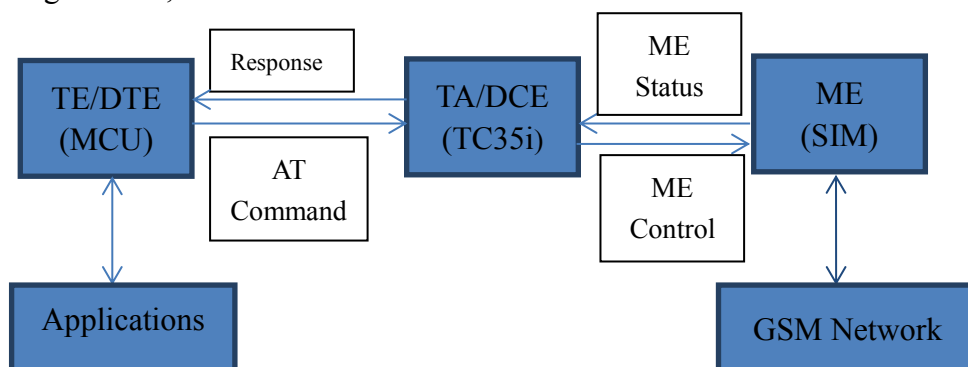 Response
ME
Status
TE/DTE
(MCU)
TA/DCE
(TC35i)
ME
(SIM)
AT
Command
ME
Control
Applications
GSM Network